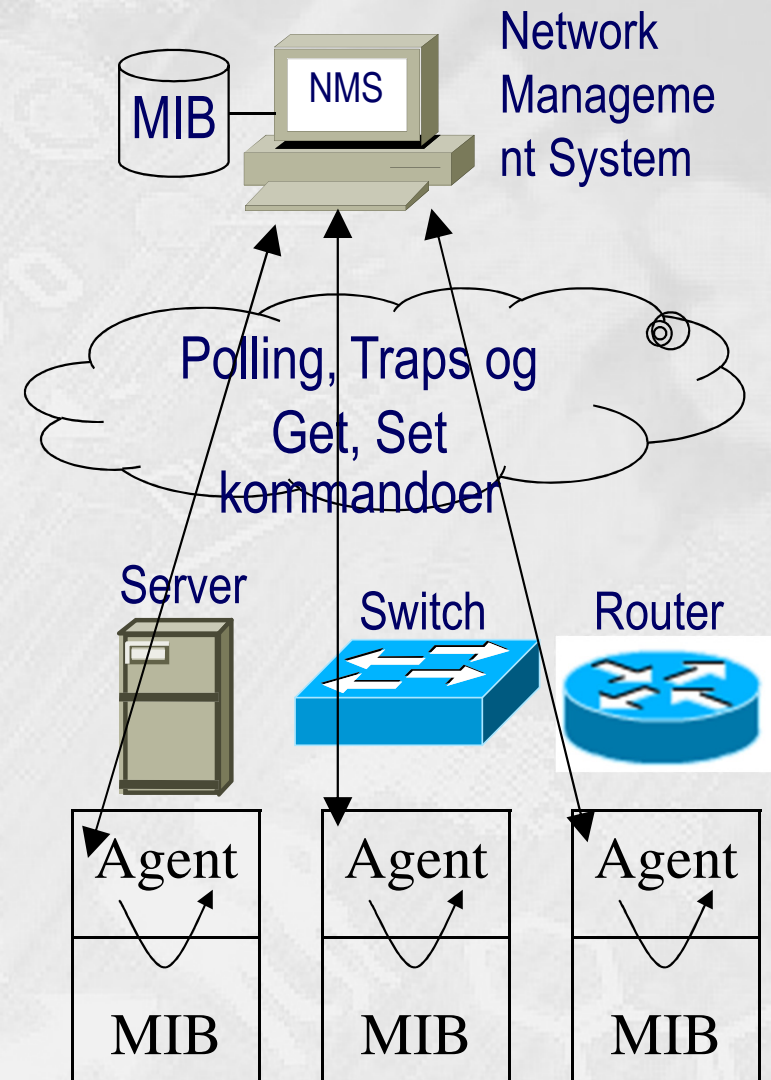 Network
Manageme
nt System
MIB
NMS
Polling, Traps og
Get, Set
kommandoer
Server
Switch
Router
Agent
Agent
Agent
MIB
MIB
MIB